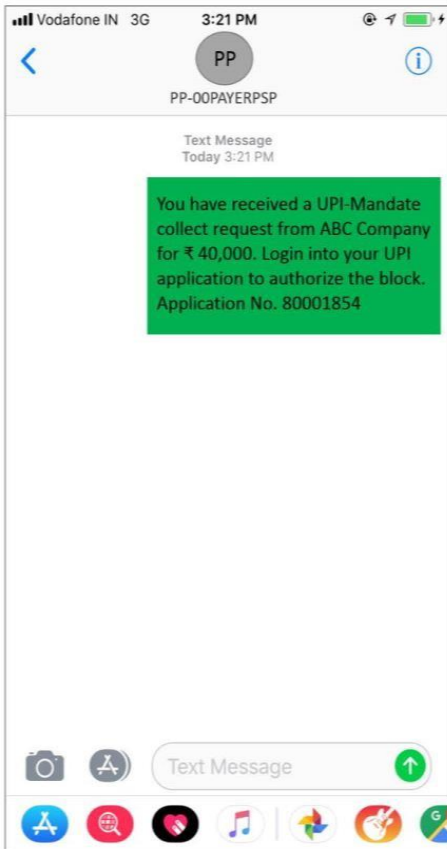 Vodafone IN 3G 3:21 PM
PP
PP-00PAYERPSP
Text Message
Today 3:21 PM
You have received a UPI-Mandate
collect request from ABC Company
for ₹ 40,000. Login into your UPI
application to authorize the block.
Application No. 80001854
Text Message
G